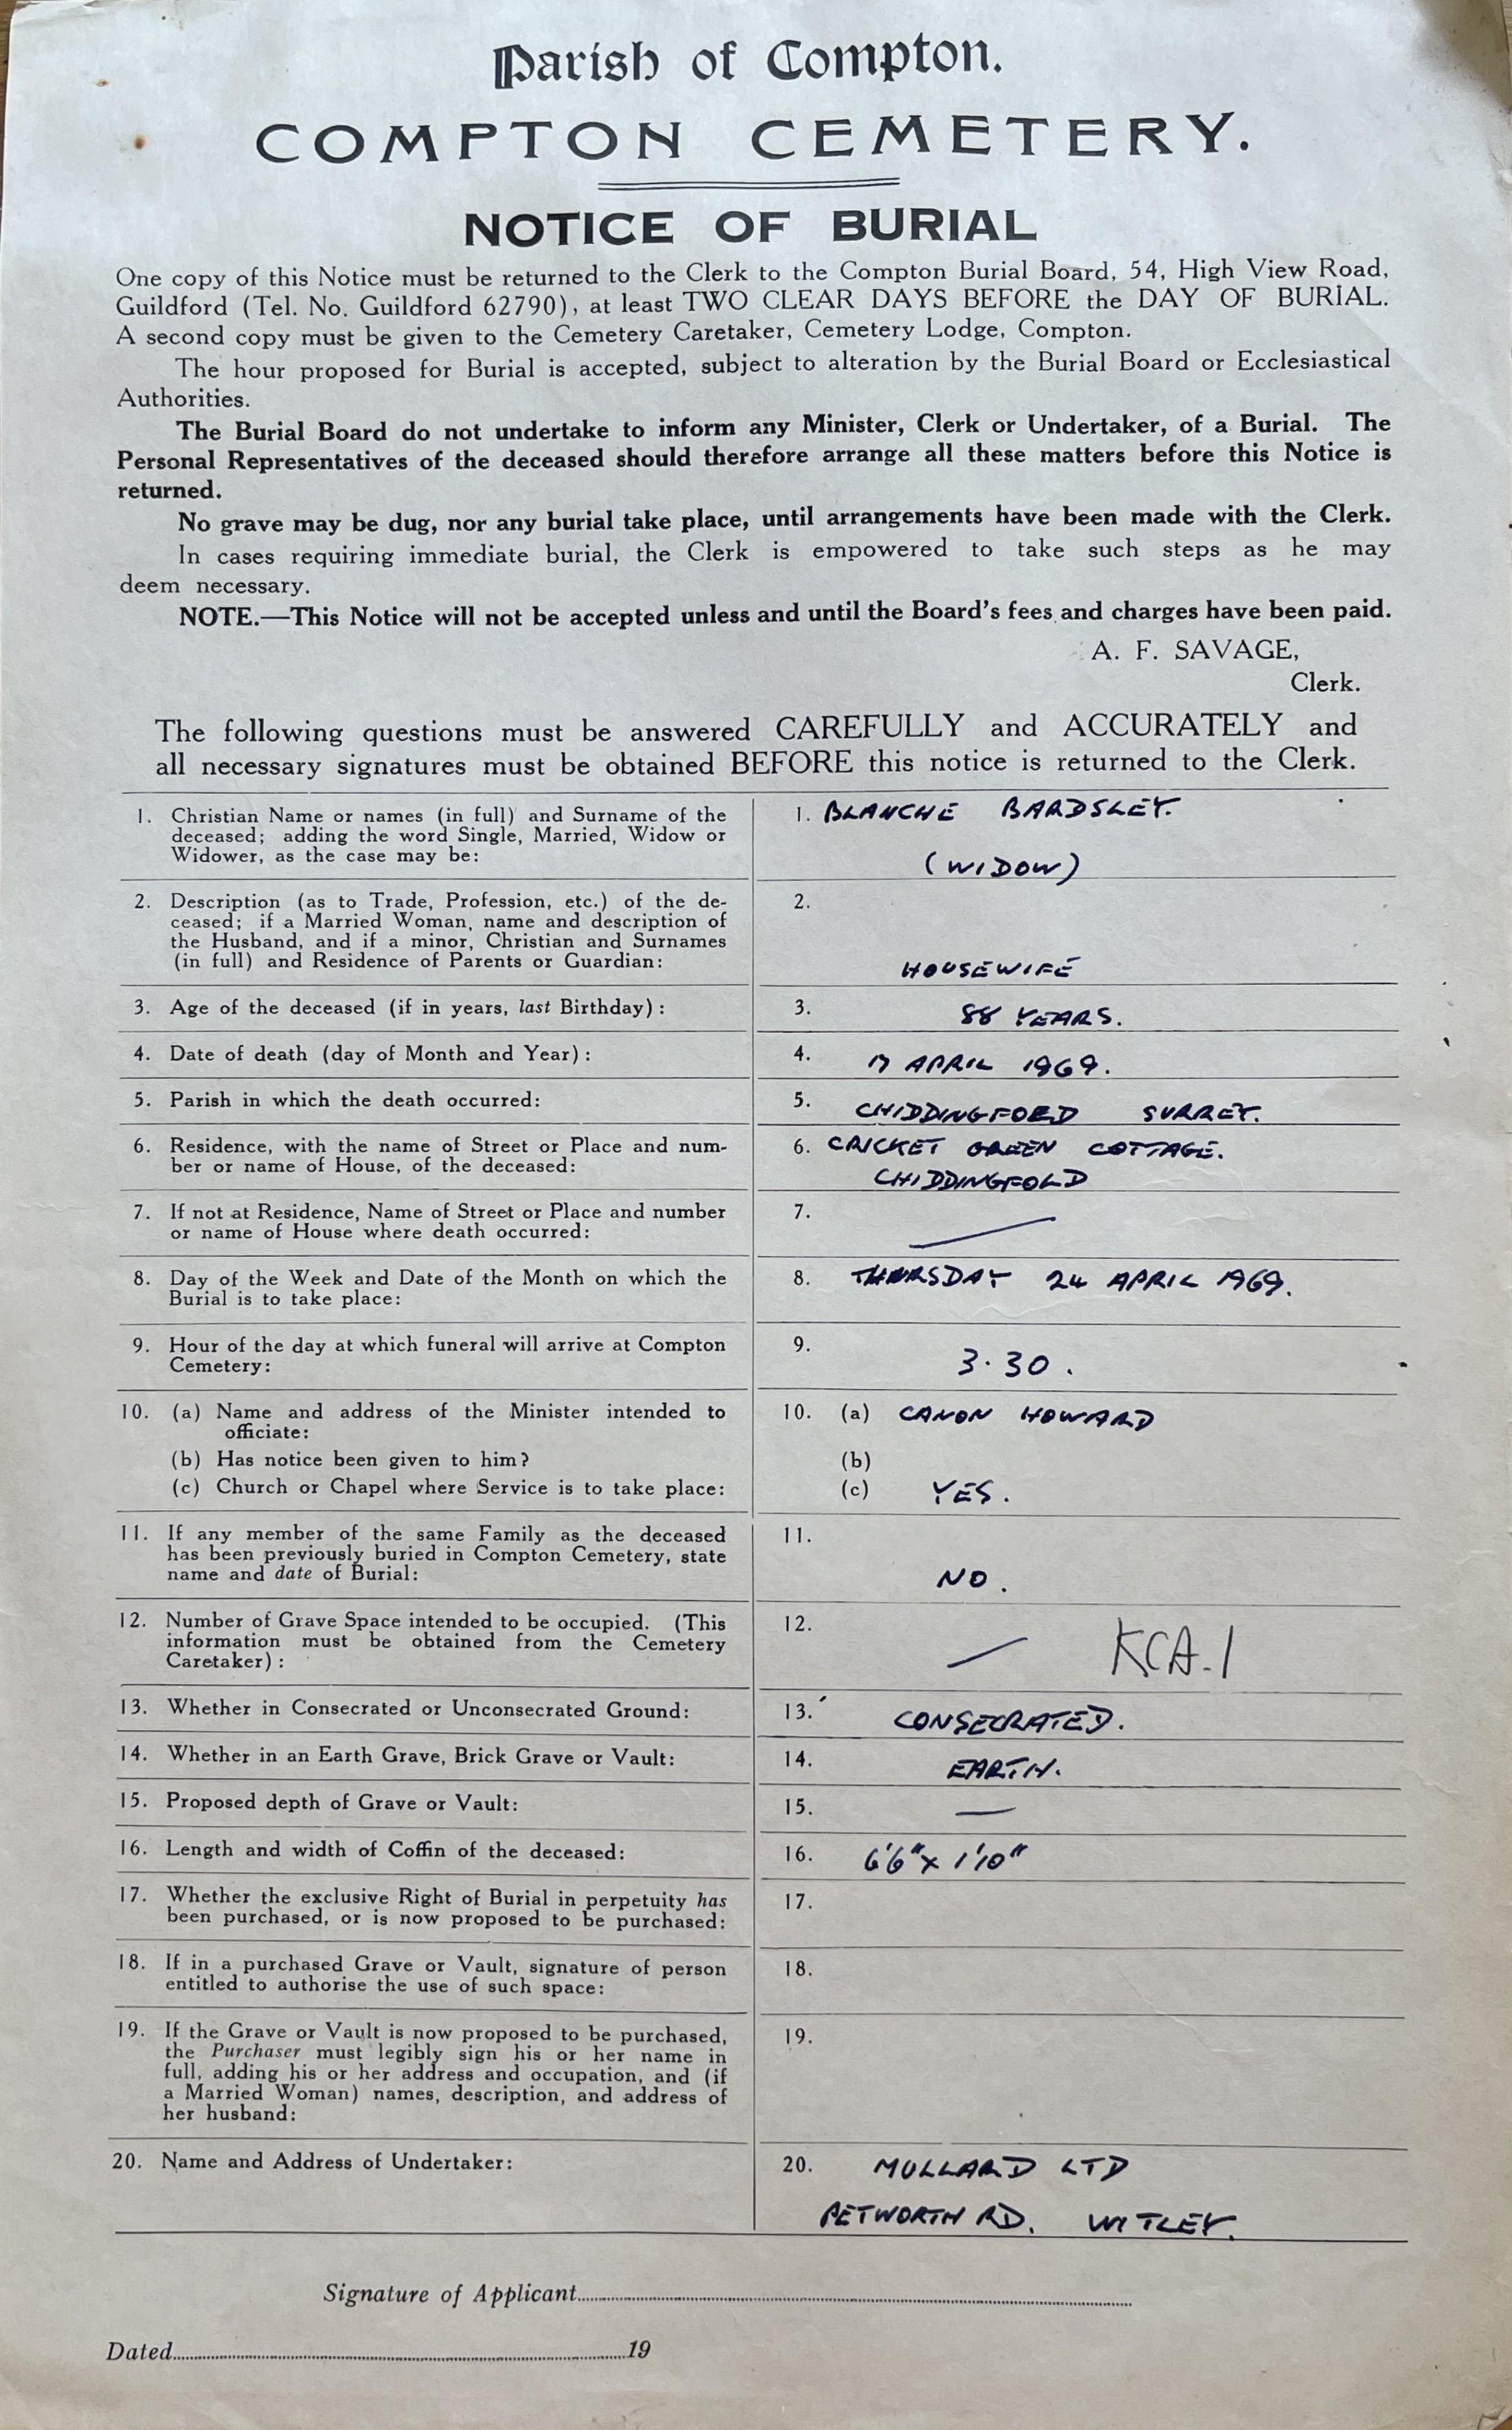 Parish of Compton.
COMPTON CEMETERY.
NOTICE OF BURIAL
One copy of this Notice must be returned to the Clerk to the Compton Burial Board, 54, High View Road,
Guildford (Tel. No. Guildford 62790), at least TWO CLEAR DAYS BEFORE the DAY OF BURIAL.
A second copy must be given to the Cemetery Caretaker, Cemetery Lodge, Compton.
The hour proposed for Burial is accepted, subject to alteration by the Burial Board or Ecclesiastical
Authorities.
The Burial Board do not undertake to inform any Minister, Clerk or Undertaker, of a Burial. The
Personal Representatives of the deceased should therefore arrange all these matters before this Notice is
returned.
No grave may be dug, nor any burial take place, until arrangements have been made with the Clerk.
In cases requiring immediate burial, the Clerk is empowered to take such steps as he may
deem necessary.
NOTE.—This Notice will not be accepted unless and until the Board's fees and charges have been paid.
A. F. SAVAGE,
Clerk.
The following questions must be answered CAREFULLY and ACCURATELY and
all necessary signatures must be obtained BEFORE this notice is returned to the Clerk.
1. Christian Name or names (in full) and Surname of the
deceased; adding the word Single, Married, Widow or
Widower, as the case may be:
1. BLANCHE BARDSLEY.
(WIDOW)
2. Description (as to Trade, Profession, etc.) of the de-
ceased; if a Married Woman, name and description of
the Husband, and if a minor, Christian and Surnames
(in full) and Residence of Parents or Guardian:
2.
HOUSEWIFE
3. Age of the deceased (if in years, last Birthday):
3. 88 YEARS.
4. Date of death (day of Month and Year):
4. 17 APRIL 1969.
5. Parish in which the death occurred:
5. CHIDDINGFOLD SURREY.
6. Residence, with the name of Street or Place and num-
ber or name of House, of the deceased:
6. CRICKET GREEN COTTAGE.
CHIDDINGFOLD
7. If not at Residence, Name of Street or Place and number
or name of House where death occurred:
7.
8. Day of the Week and Date of the Month on which the
Burial is to take place:
8. THURSDAY 24 APRIL 1969.
9. Hour of the day at which funeral will arrive at Compton
Cemetery:
9. 3.30.
10. (a) Name and address of the Minister intended to
officiate:
(b) Has notice been given to him?
(c) Church or Chapel where Service is to take place:
10. (a) CANON HOWARD
(b)
(c) YES.
11. If any member of the same Family as the deceased
has been previously buried in Compton Cemetery, state
name and date of Burial:
11.
NO.
12. Number of Grave Space intended to be occupied. (This
information must be obtained from the Cemetery
Caretaker):
12. — KCA-1
13. Whether in Consecrated or Unconsecrated Ground:
13. CONSECRATED.
14. Whether in an Earth Grave, Brick Grave or Vault:
14. EARTH.
15. Proposed depth of Grave or Vault:
15. —
16. Length and width of Coffin of the deceased:
16. 6'6" x 1'10"
17. Whether the exclusive Right of Burial in perpetuity has
been purchased, or is now proposed to be purchased:
17.
18. If in a purchased Grave or Vault, signature of person
entitled to authorise the use of such space:
18.
19. If the Grave or Vault is now proposed to be purchased,
the Purchaser must legibly sign his or her name in
full, adding his or her address and occupation, and (if
a Married Woman) names, description, and address of
her husband:
19.
20. Name and Address of Undertaker:
20. MULLARD LTD
PETWORTH RD. WITLEY.
Signature of Applicant
Dated 19